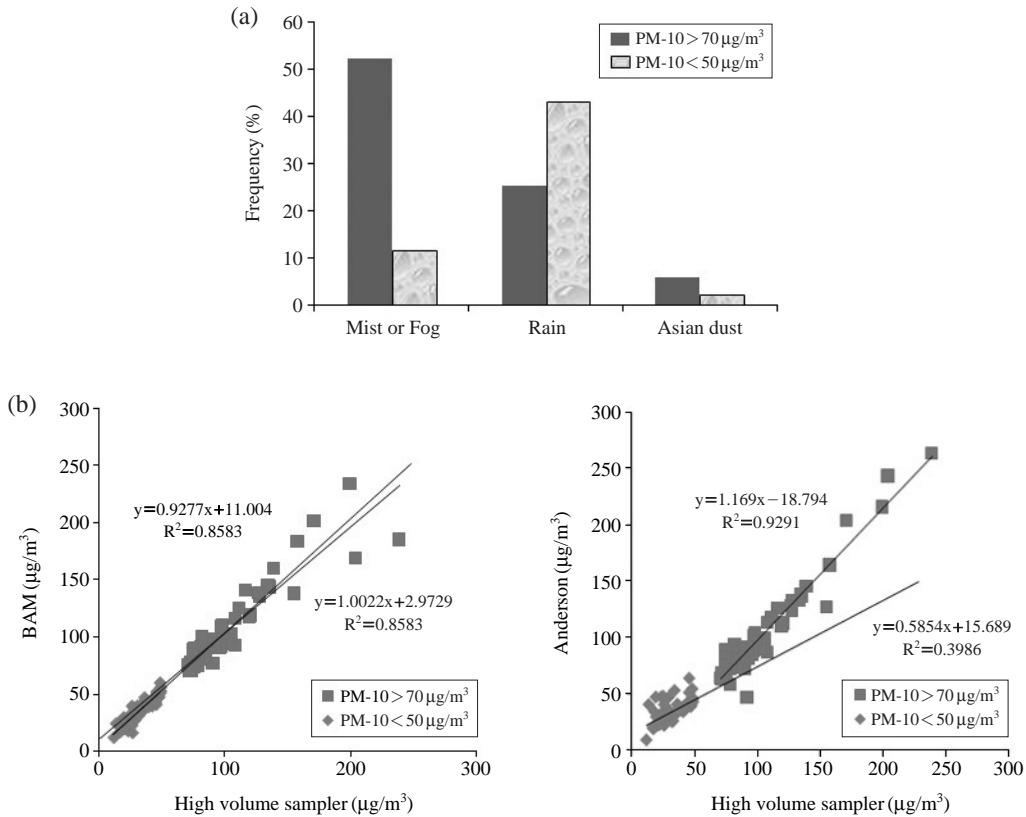 (a)
60
50
40
30
20
10
0
Frequency (%)
PM-10>70 μg/m³
PM-10<50 μg/m³
Mist or Fog
Rain
Asian dust
(b)
300
250
200
150
100
50
0
BAM (μg/m³)
y=0.9277x+11.004
R²=0.8583
y=1.0022x+2.9729
R²=0.8583
PM-10>70 μg/m³
PM-10<50 μg/m³
0 100 200 300
High volume sampler (μg/m³)
300
250
200
150
100
50
0
Anderson (μg/m³)
y=1.169x−18.794
R²=0.9291
y=0.5854x+15.689
R²=0.3986
PM-10>70 μg/m³
PM-10<50 μg/m³
0 50 100 150 200 250 300
High volume sampler (μg/m³)